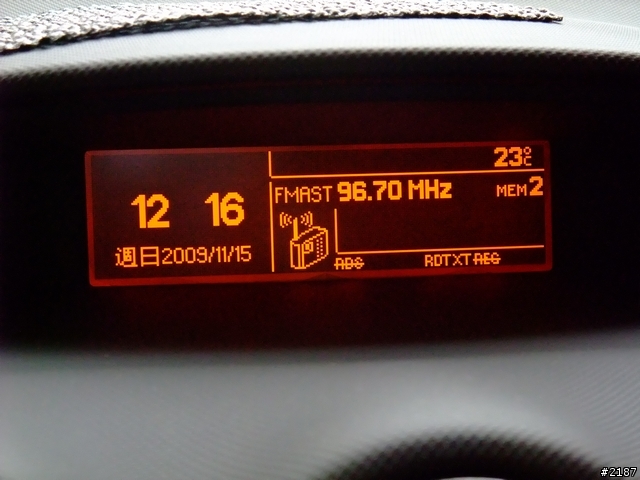 23°C
12 16
FMAST 96.70 MHz MEM 2
週日2009/11/15
RDS RDTXT REG
#2187